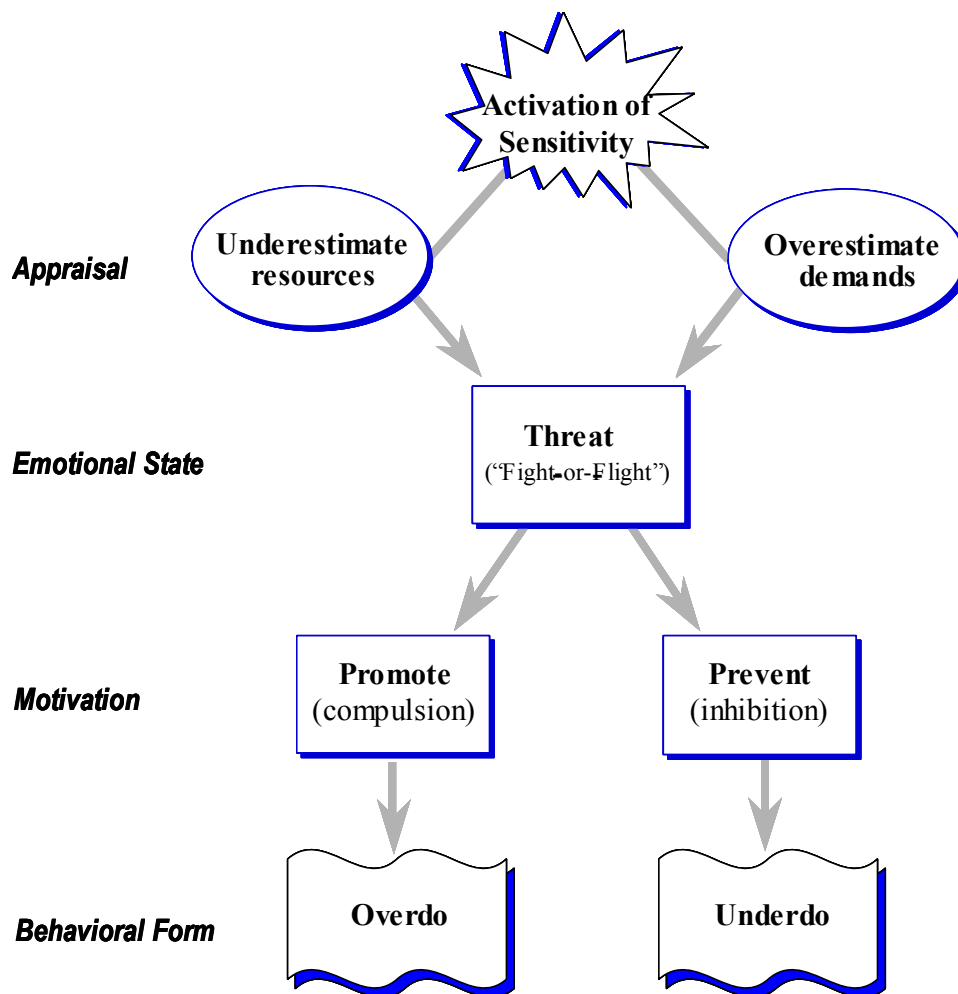 Activation of
Sensitivity
Underestimate
resources
Overestimate
demands
Appraisal
Threat
(“Fight-or-Flight”)
Emotional State
Promote
(compulsion)
Prevent
(inhibition)
Motivation
Overdo
Underdo
Behavioral Form